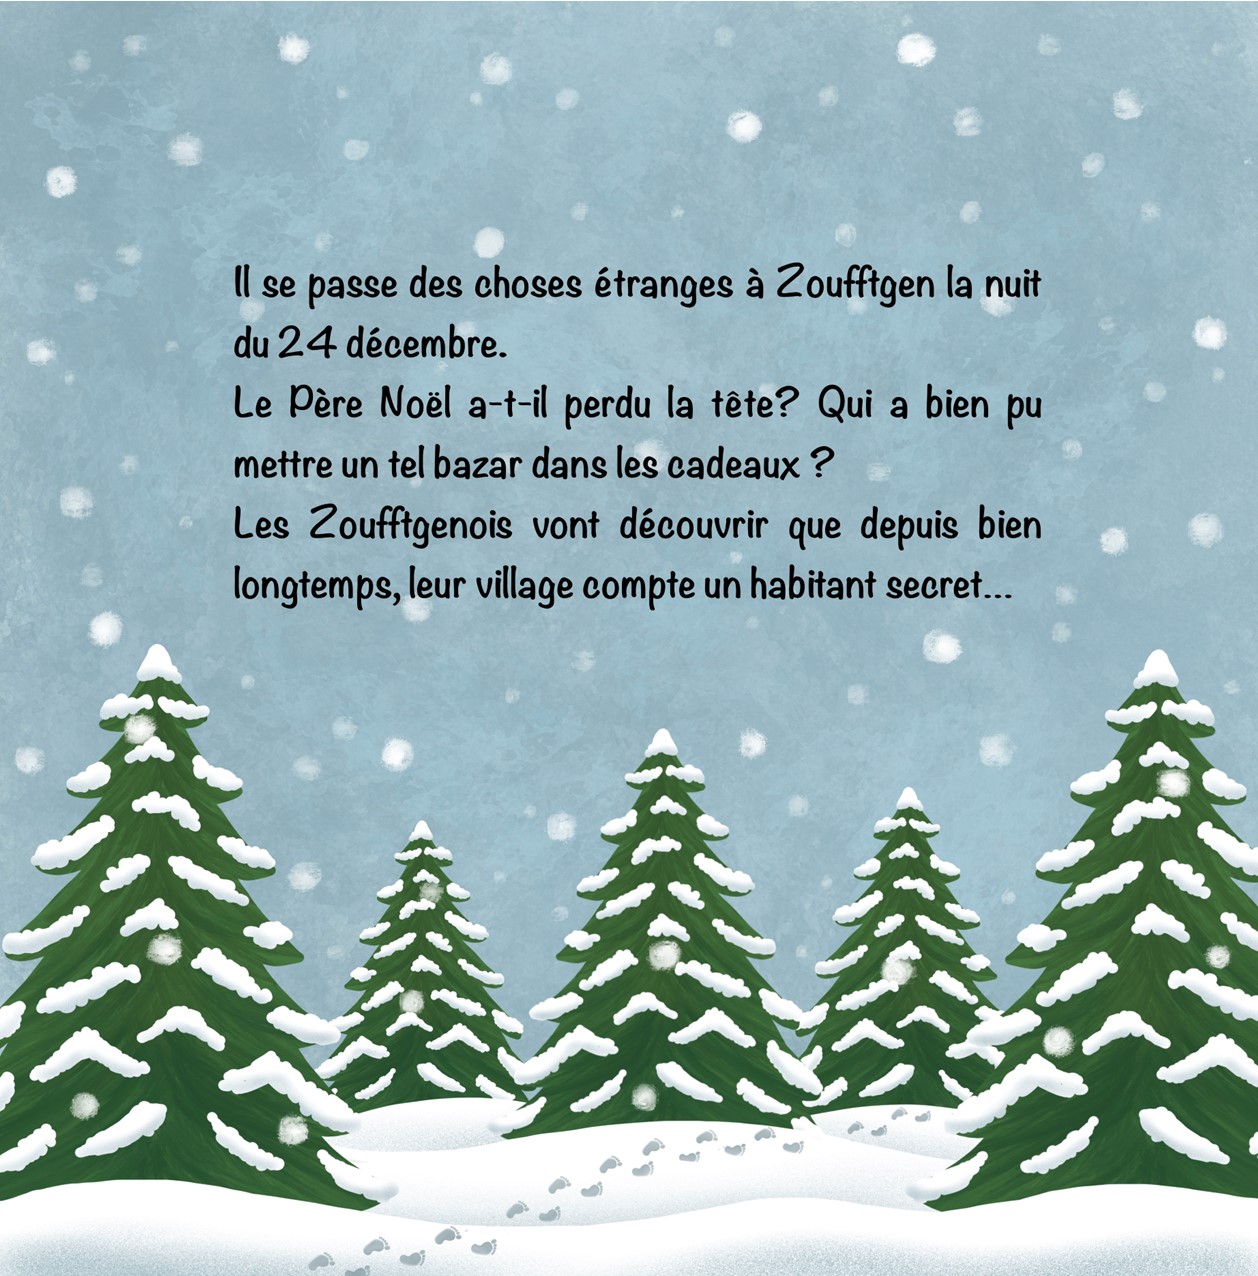 Il se passe des choses étranges à Zoufftgen la nuit
du 24 décembre.
Le Père Noël a-t-il perdu la tête? Qui a bien pu
mettre un tel bazar dans les cadeaux ?
Les Zoufftgenois vont découvrir que depuis bien
longtemps, leur village compte un habitant secret...